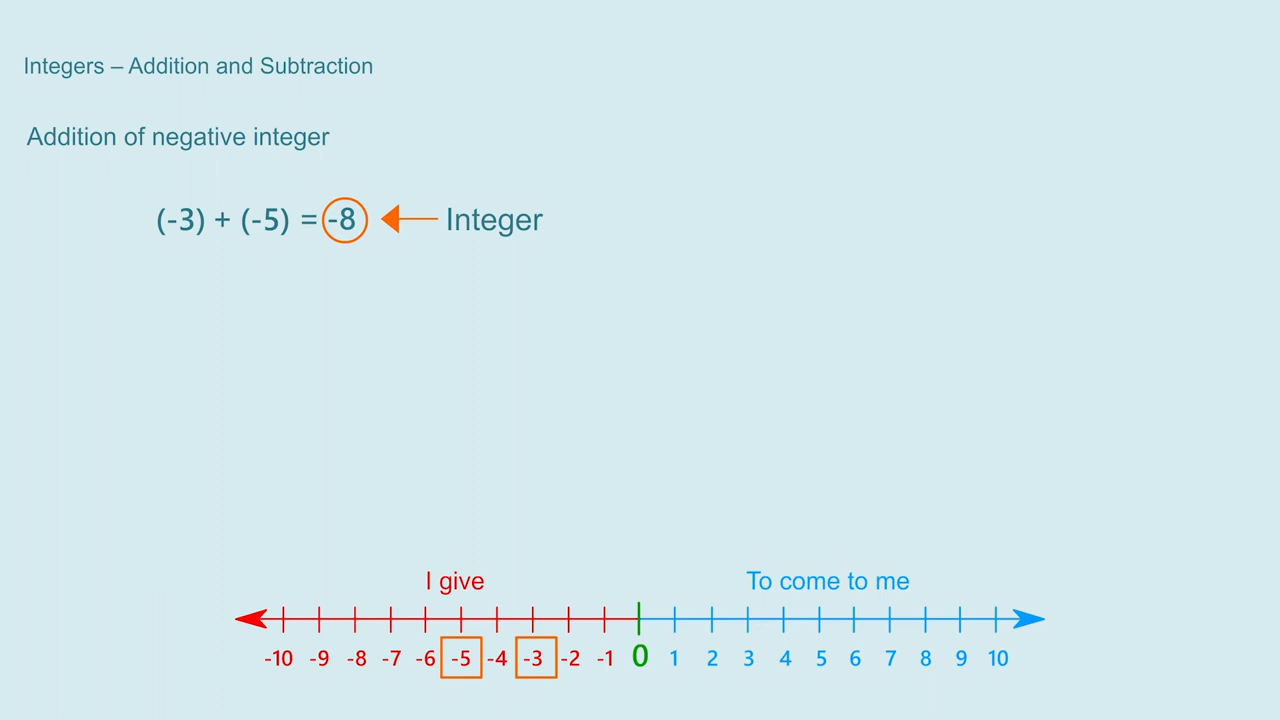 Integers – Addition and Subtraction
Addition of negative integer
(-3) + (-5) = -8 Integer
I give To come to me
-10 -9 -8 -7 -6 -5 -4 -3 -2 -1 0 1 2 3 4 5 6 7 8 9 10